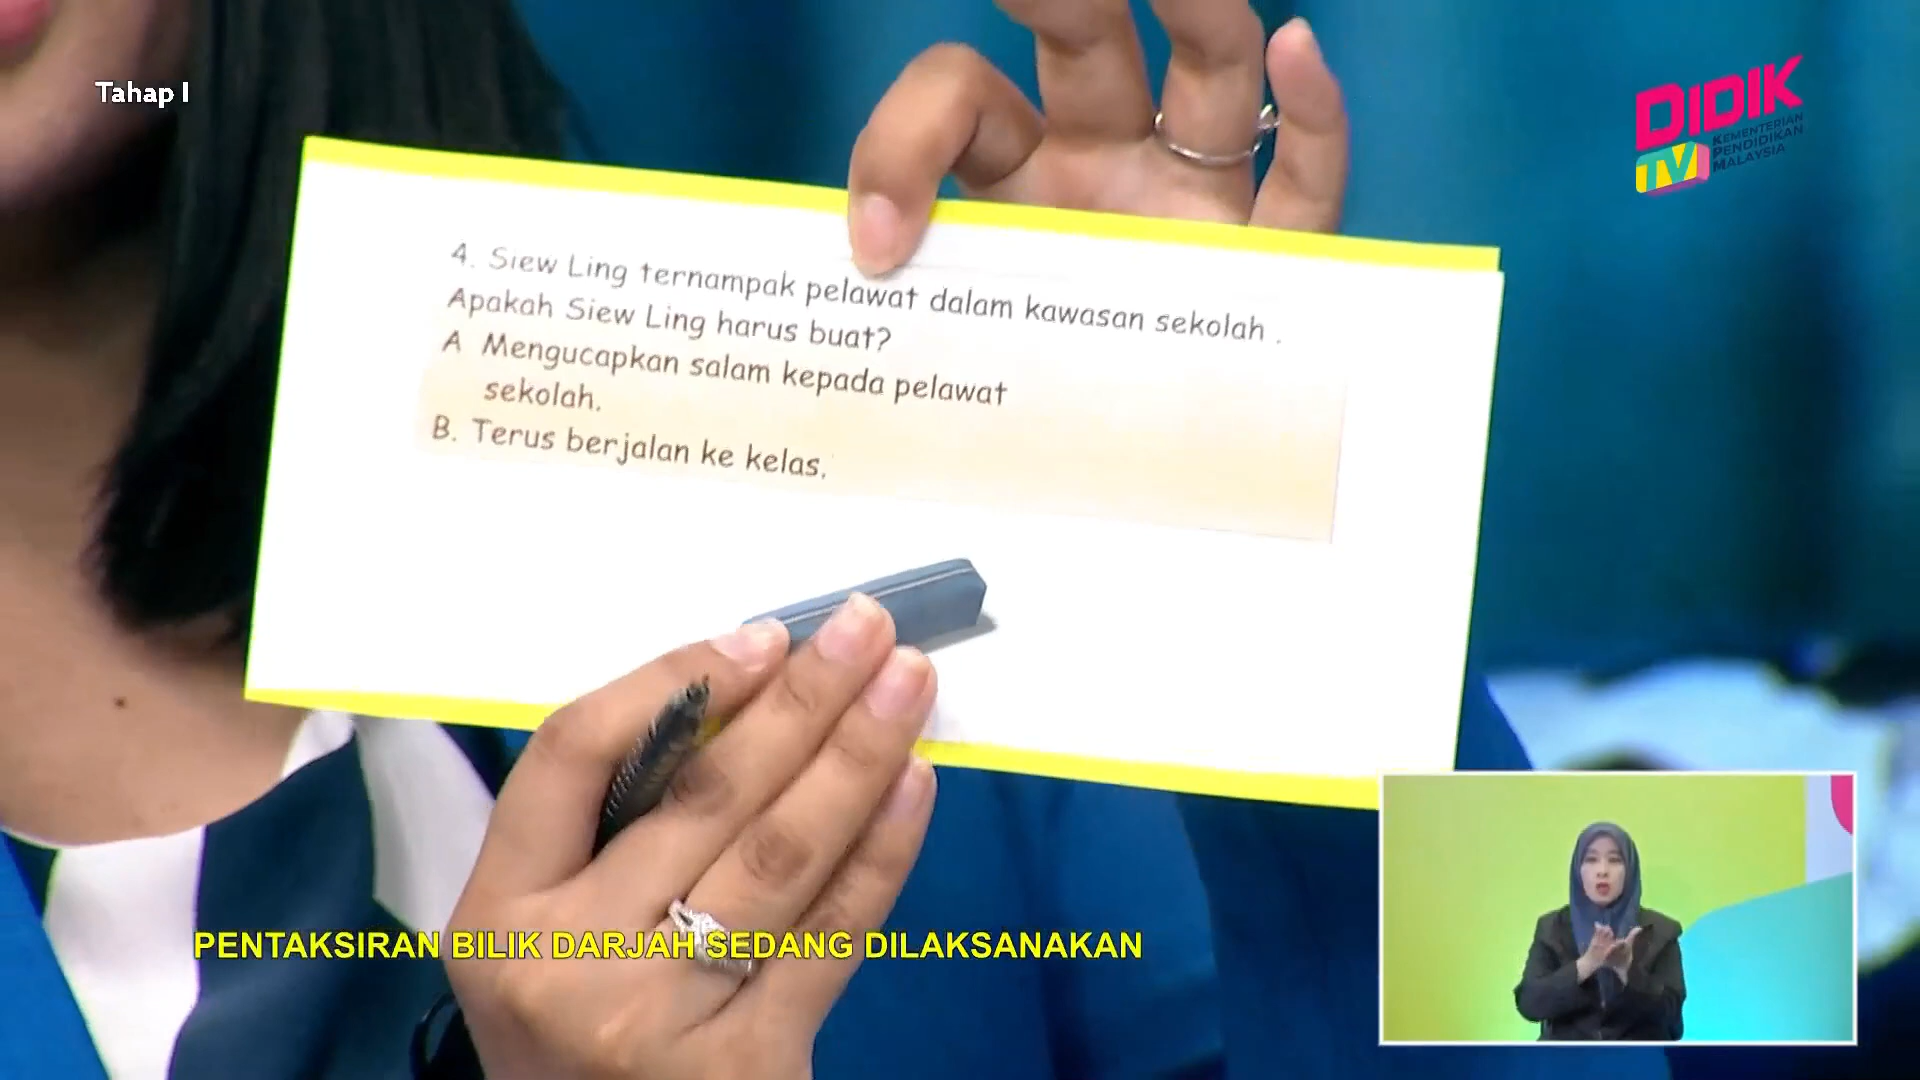 Tahap I
DIDIK
TV
KEMENTERIAN
PENDIDIKAN
MALAYSIA
4. Siew Ling ternampak pelawat dalam kawasan sekolah .
Apakah Siew Ling harus buat?
A Mengucapkan salam kepada pelawat
sekolah.
B. Terus berjalan ke kelas.
PENTAKSIRAN BILIK DARJAH SEDANG DILAKSANAKAN